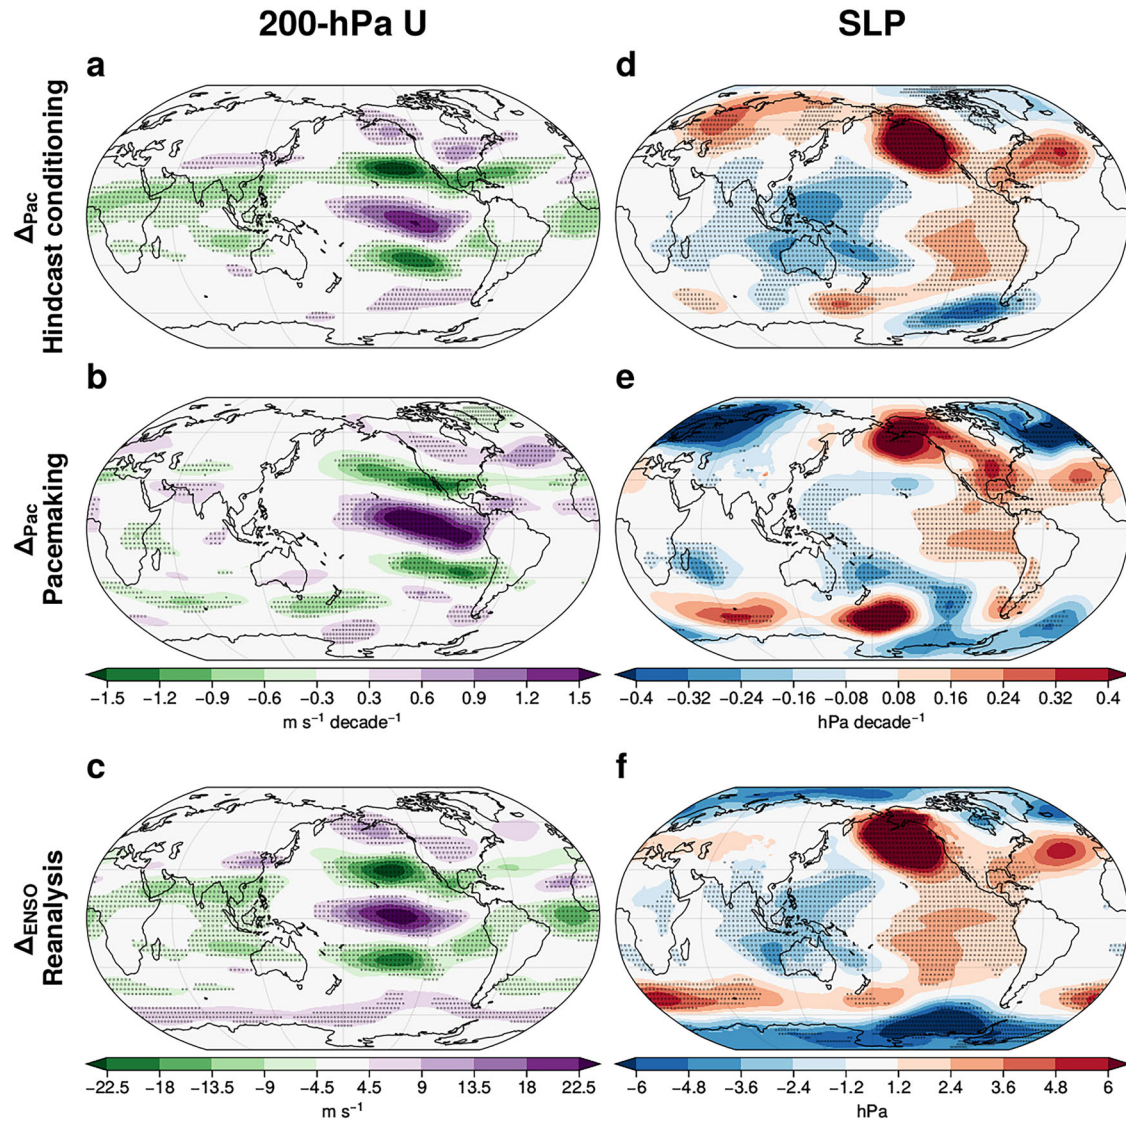 200-hPa U
SLP
a
d
ΔPac
Hindcast conditioning
b
e
ΔPac
Pacemaking
−1.5 −1.2 −0.9 −0.6 −0.3 0.3 0.6 0.9 1.2 1.5
m s⁻¹ decade⁻¹
−0.4 −0.32 −0.24 −0.16 −0.08 0.08 0.16 0.24 0.32 0.4
hPa decade⁻¹
c
f
ΔENSO
Reanalysis
−22.5 −18 −13.5 −9 −4.5 4.5 9 13.5 18 22.5
m s⁻¹
−6 −4.8 −3.6 −2.4 −1.2 1.2 2.4 3.6 4.8 6
hPa